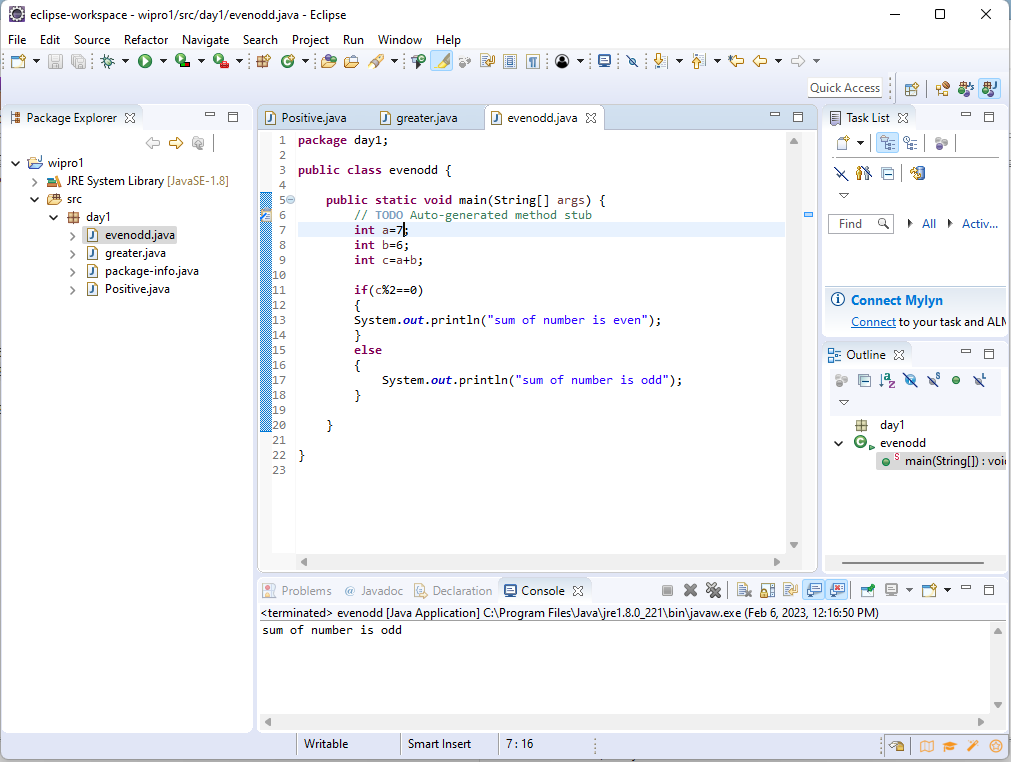 eclipse-workspace - wipro1/src/day1/evenodd.java - Eclipse
File Edit Source Refactor Navigate Search Project Run Window Help
Quick Access
Package Explorer
wipro1
JRE System Library [JavaSE-1.8]
src
day1
evenodd.java
greater.java
package-info.java
Positive.java
Positive.java greater.java evenodd.java
1 package day1;
2
3 public class evenodd {
4
5 public static void main(String[] args) {
6 // TODO Auto-generated method stub
7 int a=7;
8 int b=6;
9 int c=a+b;
10
11 if(c%2==0)
12 {
13 System.out.println("sum of number is even");
14 }
15 else
16 {
17 System.out.println("sum of number is odd");
18 }
19
20 }
21
22 }
23
Task List
Find All Activ...
Connect Mylyn
Connect to your task and ALM
Outline
day1
evenodd
main(String[]) : voi
Problems @ Javadoc Declaration Console
<terminated> evenodd [Java Application] C:\Program Files\Java\jre1.8.0_221\bin\javaw.exe (Feb 6, 2023, 12:16:50 PM)
sum of number is odd
Writable Smart Insert 7 : 16